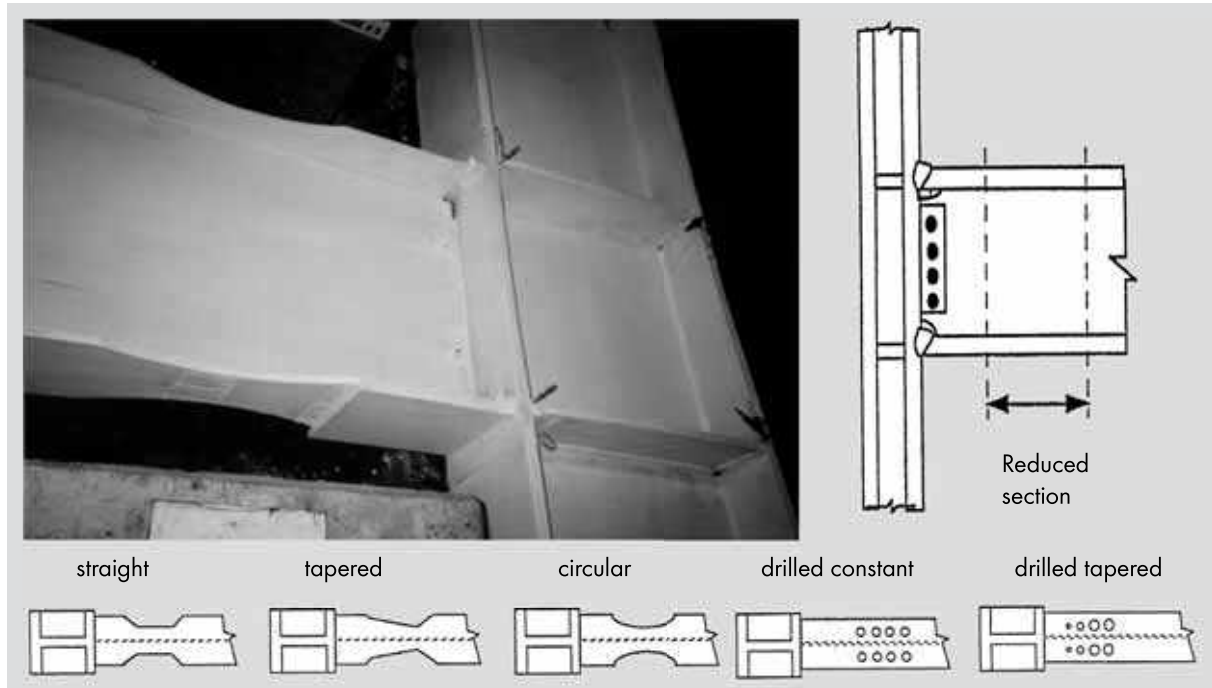 Reduced
section
straight tapered circular drilled constant drilled tapered